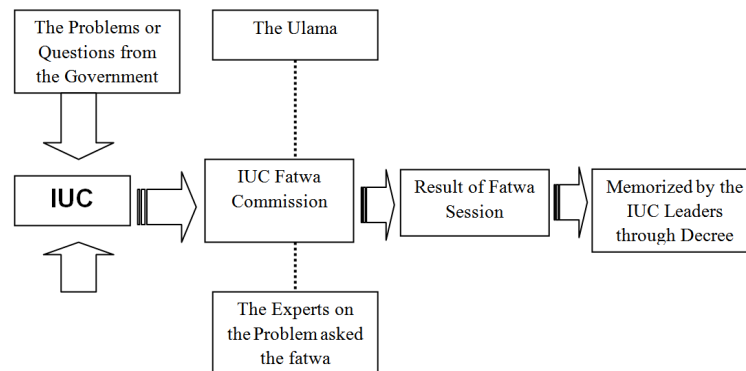 The Problems or
Questions from
the Government
The Ulama
IUC
IUC Fatwa
Commission
Result of Fatwa
Session
Memorized by the
IUC Leaders
through Decree
The Experts on
the Problem asked
the fatwa